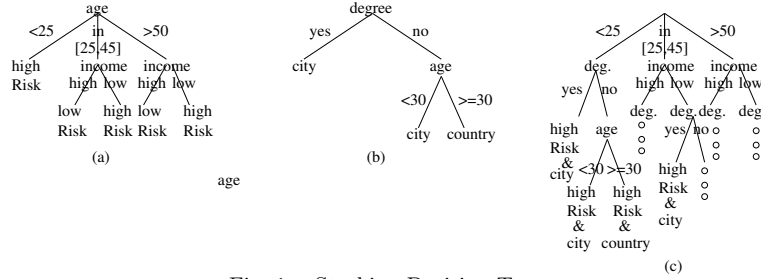 age
<25
in
>50
[25,45]
high
Risk
income
income
high low
high low
low
Risk
high
Risk
low
Risk
high
Risk
(a)
age
degree
yes
no
city
age
<30
>=30
city
country
(b)
<25
in
>50
[25,45]
deg.
income
income
yes
no
high low
high low
deg.
deg.
deg.
deg
high
Risk
&
city
age
yes no
<30 >=30
high
Risk
&
city
high
Risk
&
country
high
Risk
&
city
(c)